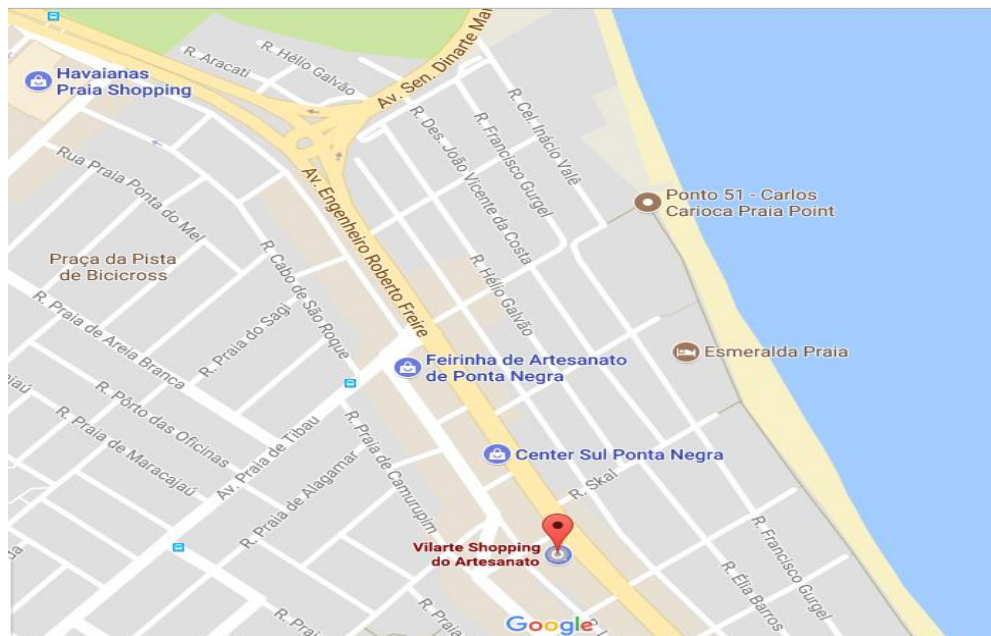 Av. Sen. Dinarte Mar
R. Hélio Galvão
R. Aracati
Havaianas
Praia Shopping
R. Cel. Inácio Valê
R. Francisco Gurgel
R. Des. João Vicente da Costa
Rua Praia Ponta do Mel
Av. Engenheiro Roberto Freire
Ponto 51 - Carlos
Carioca Praia Point
Praça da Pista
de Bicicross
R. Cabo de São Roque
R. Hélio Galvão
R. Praia de Areia Branca
R. Praia do Sagi
Feirinha de Artesanato
de Ponta Negra
Esmeralda Praia
R. Pôrto das Oficinas
R. Praia de Maracajaú
Av. Praia de Tibau
R. Praia de Alagamar
R. Praia de Camurupim
Center Sul Ponta Negra
R. Skal
Vilarte Shopping
do Artesanato
R. Francisco Gurgel
R. Élia Barros
R. Praia
R. Prai
Google